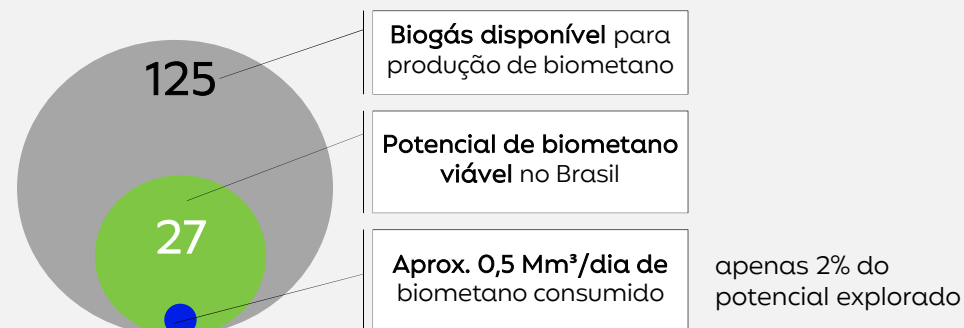 125
Biogás disponível para
produção de biometano
Potencial de biometano
viável no Brasil
27
Aprox. 0,5 Mm³/dia de
biometano consumido
apenas 2% do
potencial explorado